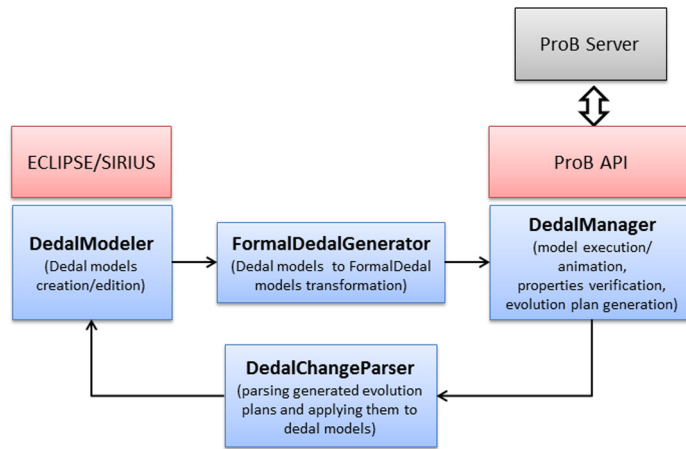 ProB Server
ECLIPSE/SIRIUS
ProB API
DedalModeler
(Dedal models
creation/edition)
FormalDedalGenerator
(Dedal models to FormalDedal
models transformation)
DedalManager
(model execution/
animation,
properties verification,
evolution plan generation)
DedalChangeParser
(parsing generated evolution
plans and applying them to
dedal models)